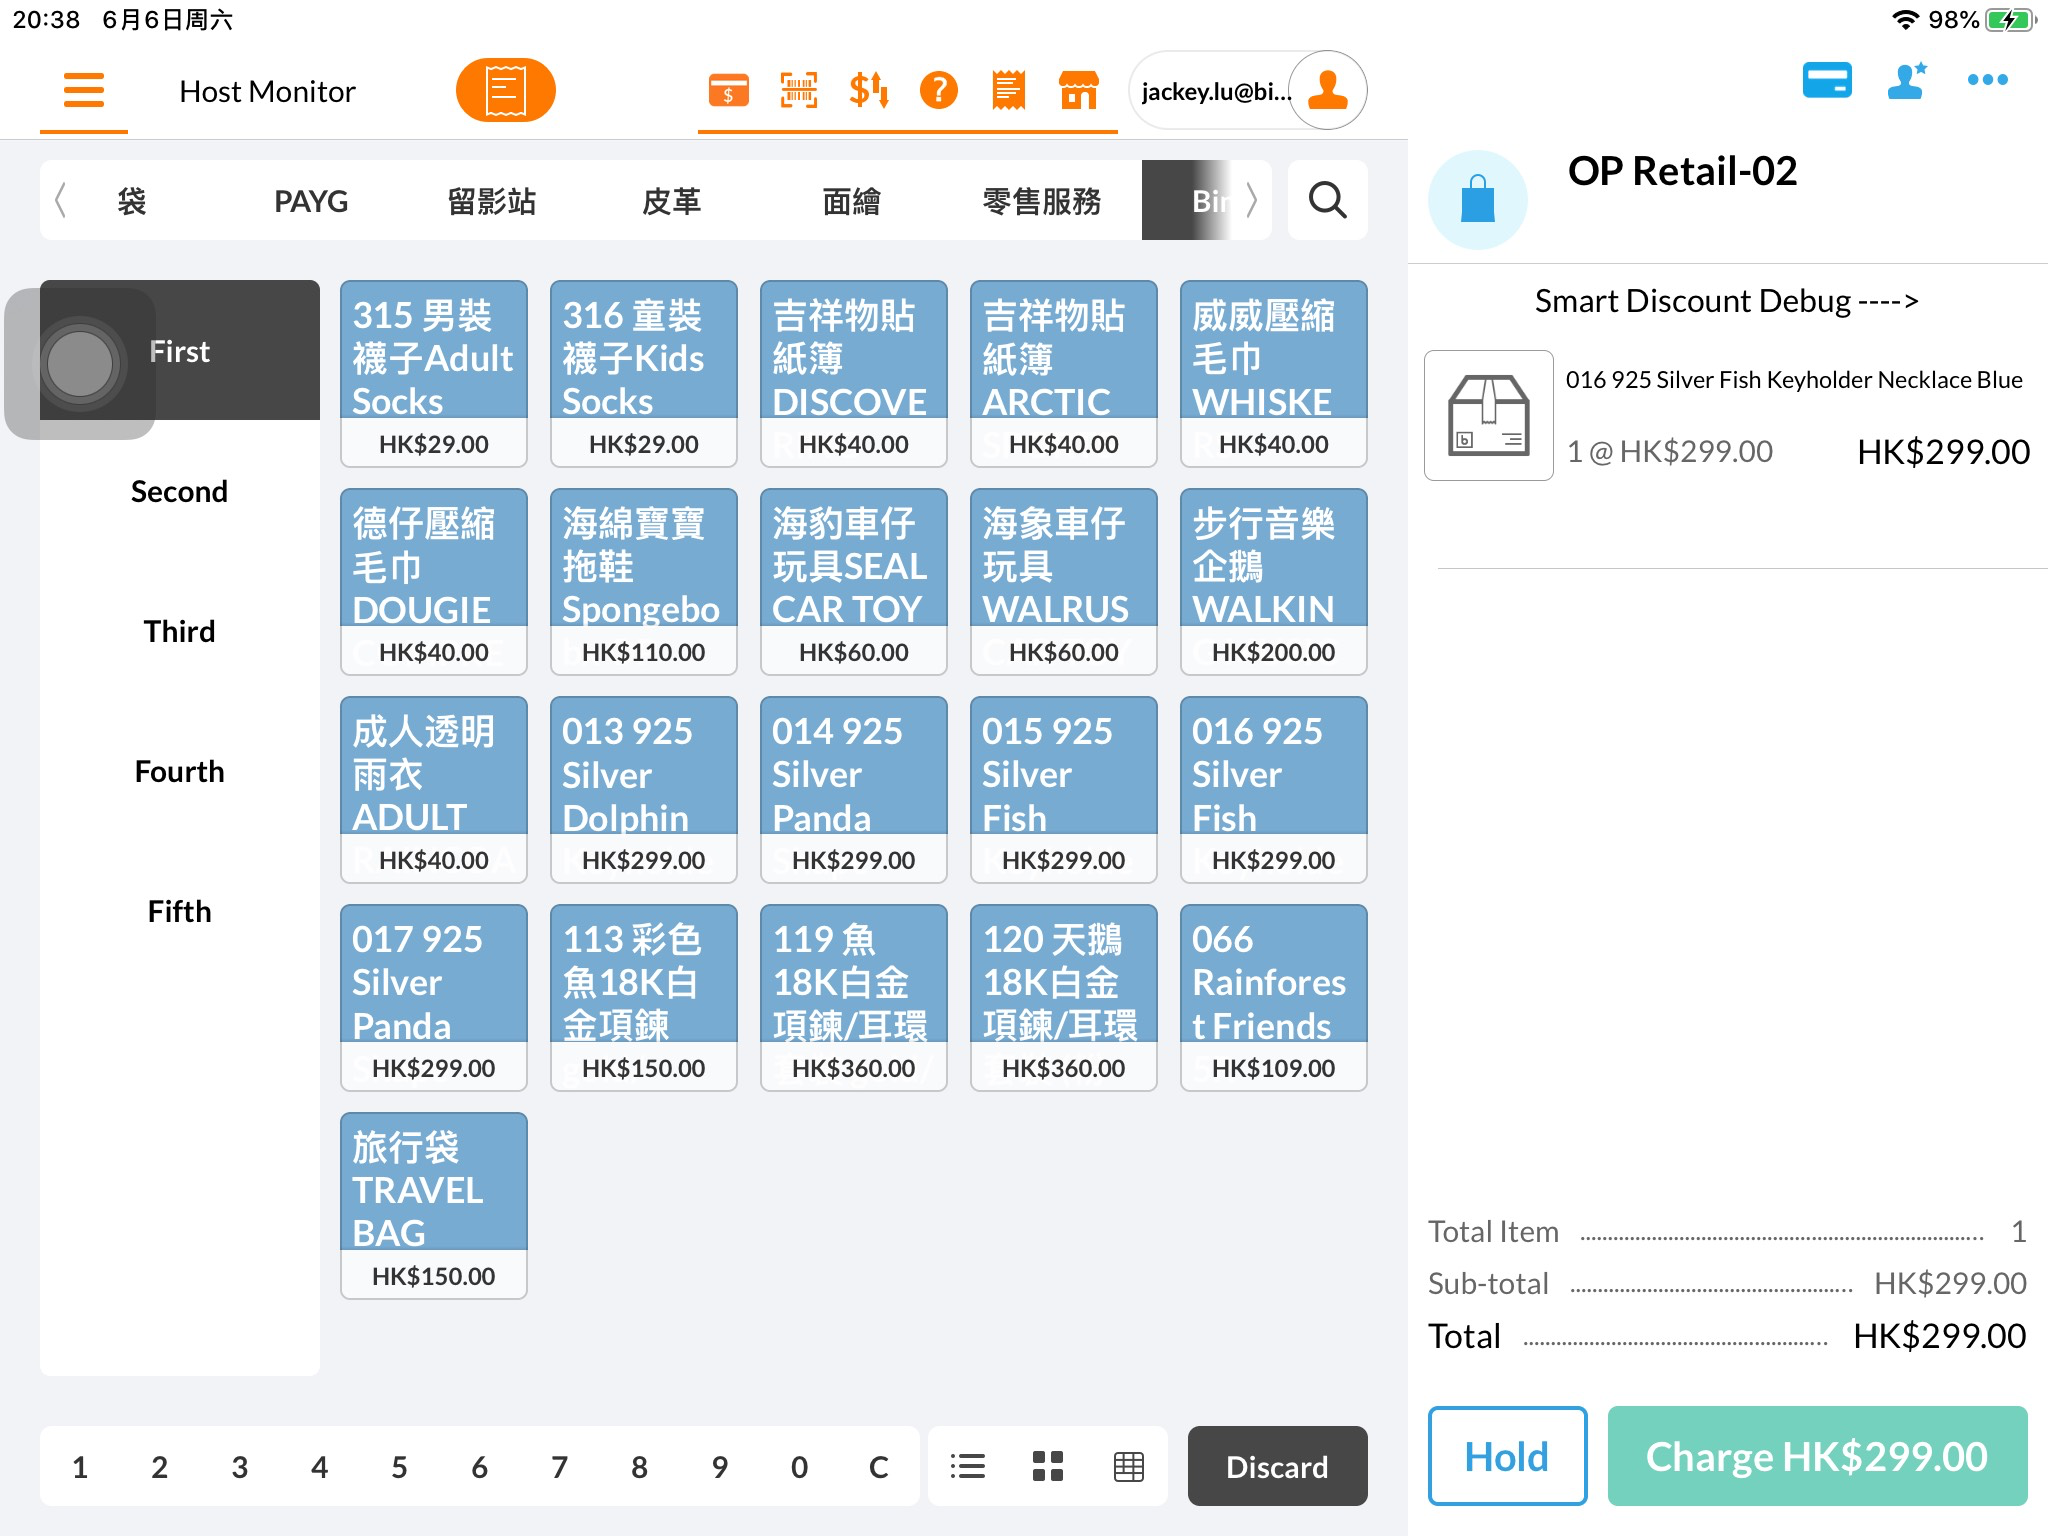 20:38 6月6日周六
98%
Host Monitor
jackey.lu@bi...
袋 PAYG 留影站 皮革 面繪 零售服務 Bir
First
Second
Third
Fourth
Fifth
315 男裝
襪子Adult
Socks
HK$29.00
316 童裝
襪子Kids
Socks
HK$29.00
吉祥物貼
紙簿
DISCOVE
HK$40.00
吉祥物貼
紙簿
ARCTIC
HK$40.00
威威壓縮
毛巾
WHISKE
HK$40.00
德仔壓縮
毛巾
DOUGIE
HK$40.00
海綿寶寶
拖鞋
Spongebo
HK$110.00
海豹車仔
玩具SEAL
CAR TOY
HK$60.00
海象車仔
玩具
WALRUS
HK$60.00
步行音樂
企鵝
WALKIN
HK$200.00
成人透明
雨衣
ADULT
HK$40.00
013 925
Silver
Dolphin
HK$299.00
014 925
Silver
Panda
HK$299.00
015 925
Silver
Fish
HK$299.00
016 925
Silver
Fish
HK$299.00
017 925
Silver
Panda
HK$299.00
113 彩色
魚18K白
金項鍊
HK$150.00
119 魚
18K白金
項鍊/耳環
HK$360.00
120 天鵝
18K白金
項鍊/耳環
HK$360.00
066
Rainfores
t Friends
HK$109.00
旅行袋
TRAVEL
BAG
HK$150.00
1 2 3 4 5 6 7 8 9 0 C
Discard
OP Retail-02
Smart Discount Debug ---->
016 925 Silver Fish Keyholder Necklace Blue
1 @ HK$299.00 HK$299.00
Total Item 1
Sub-total HK$299.00
Total HK$299.00
Hold
Charge HK$299.00